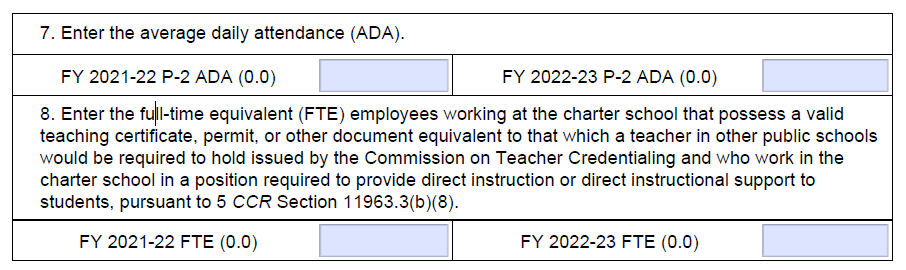 7. Enter the average daily attendance (ADA).
FY 2021-22 P-2 ADA (0.0) FY 2022-23 P-2 ADA (0.0)
8. Enter the full-time equivalent (FTE) employees working at the charter school that possess a valid
teaching certificate, permit, or other document equivalent to that which a teacher in other public schools
would be required to hold issued by the Commission on Teacher Credentialing and who work in the
charter school in a position required to provide direct instruction or direct instructional support to
students, pursuant to 5 CCR Section 11963.3(b)(8).
FY 2021-22 FTE (0.0) FY 2022-23 FTE (0.0)